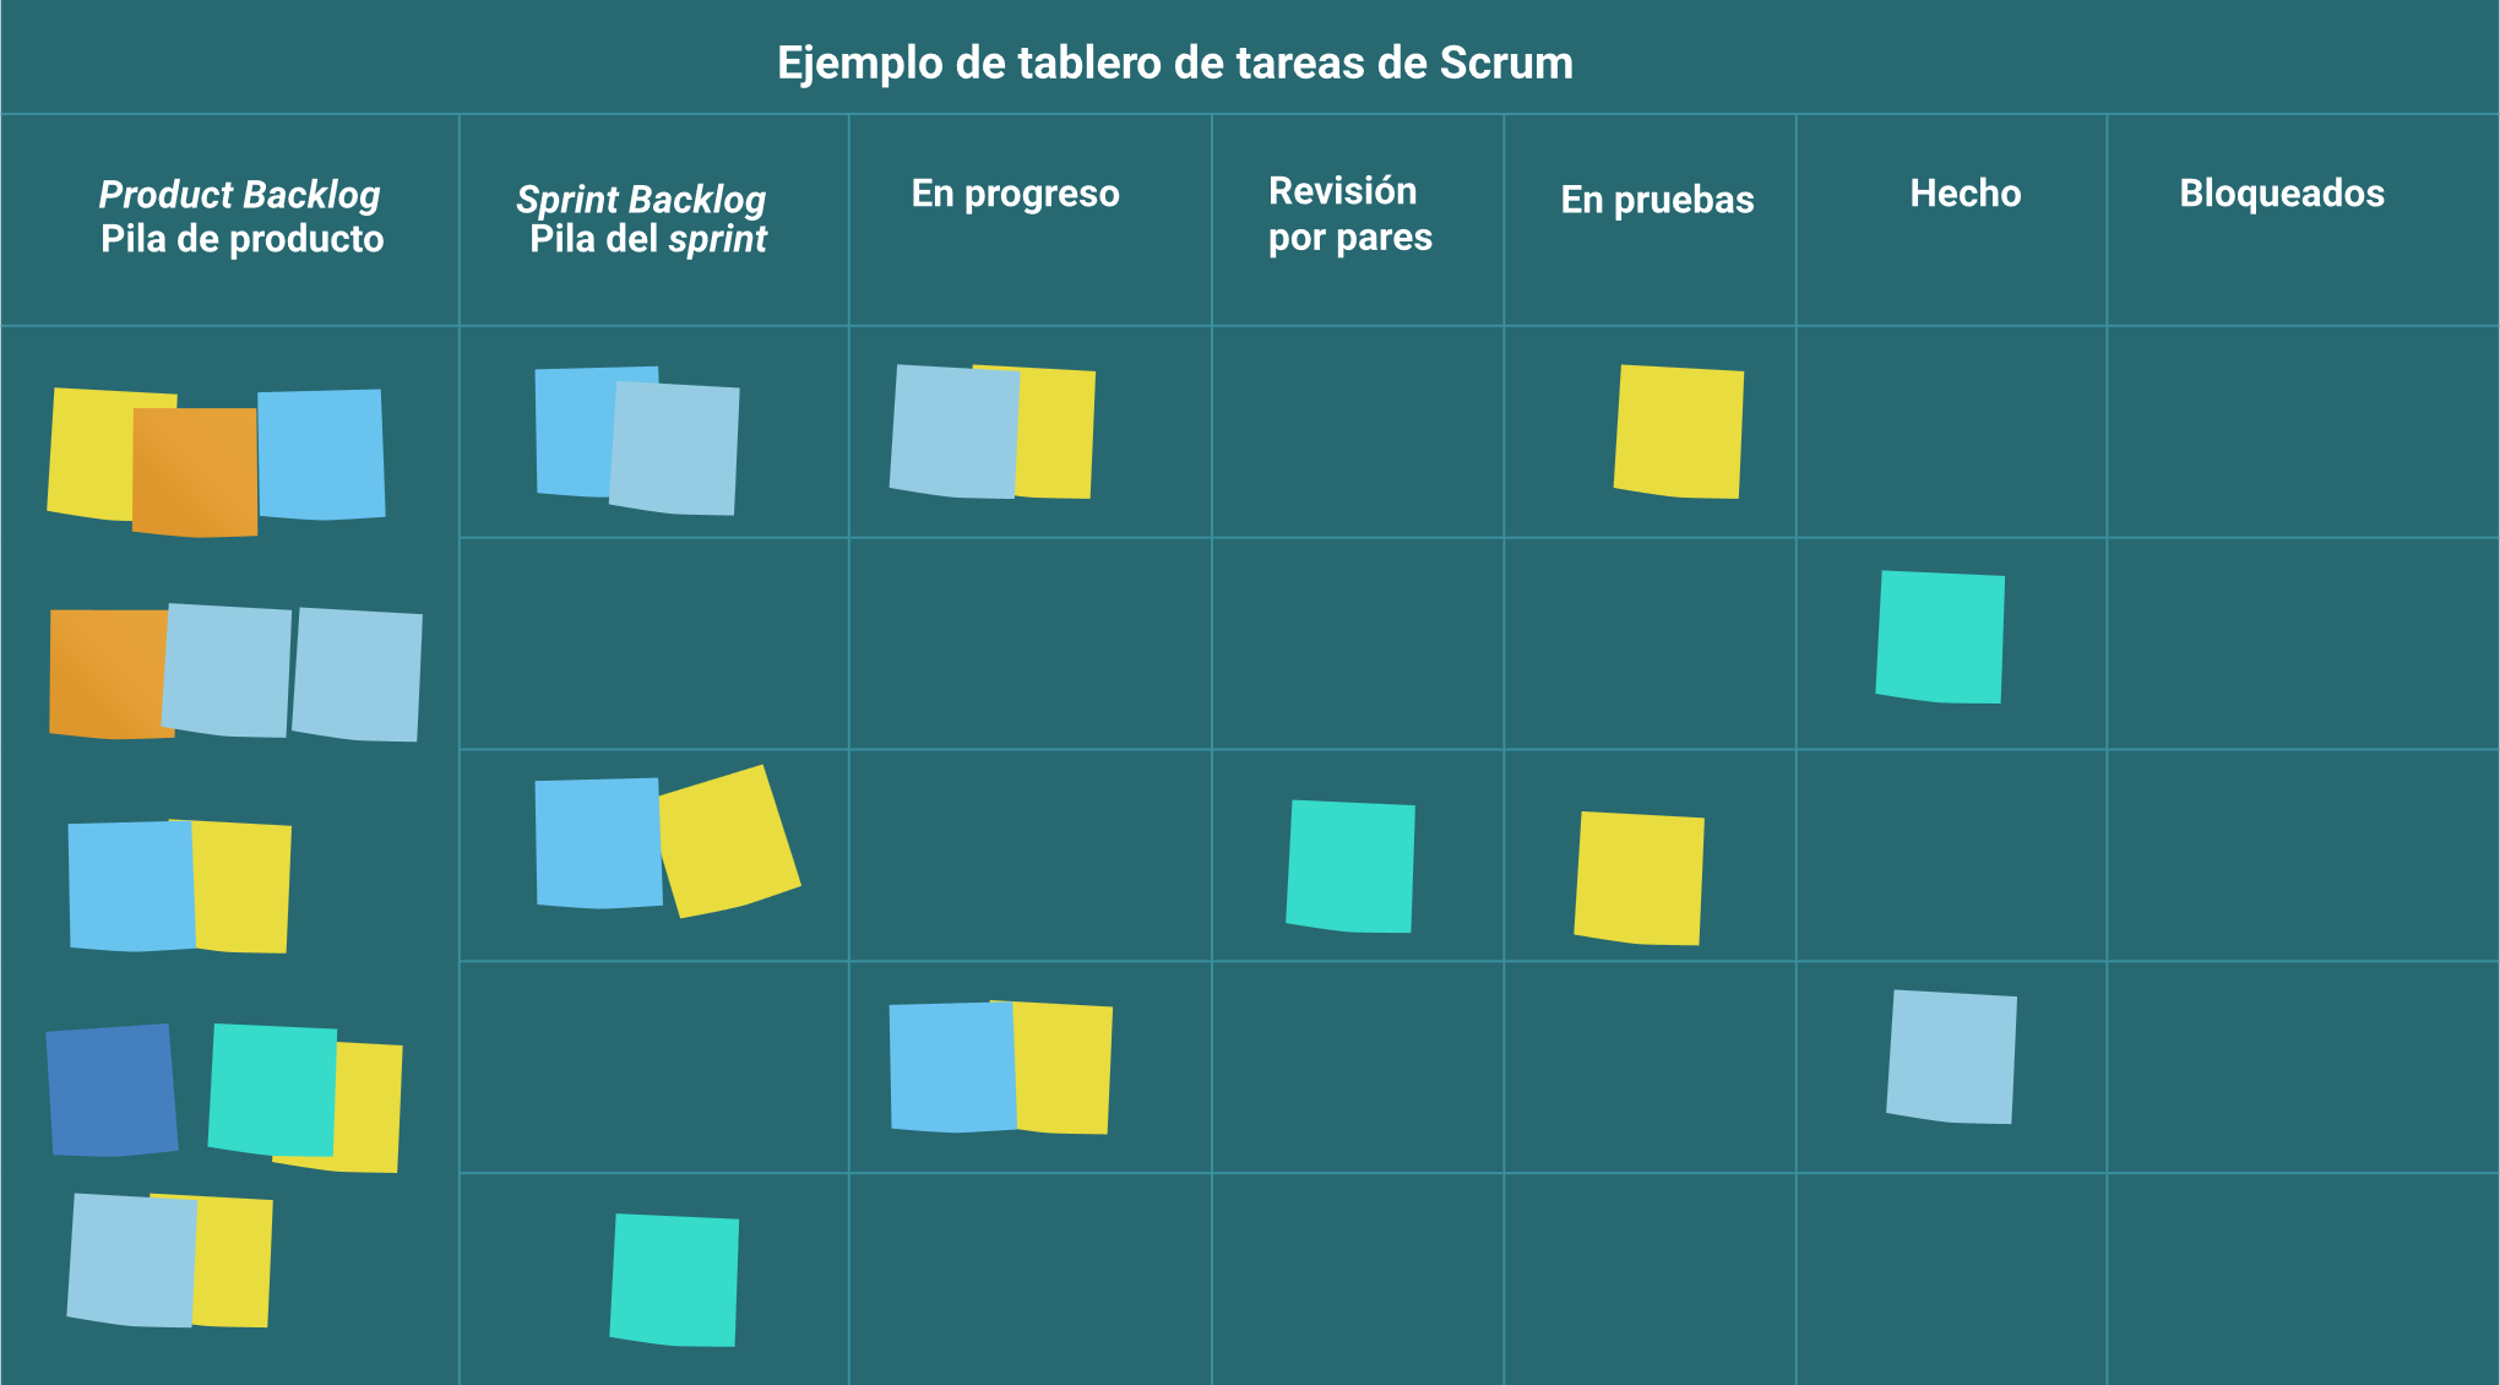 Ejemplo de tablero de tareas de Scrum
Product Backlog
Pila de producto
Sprint Backlog
Pila del sprint
En progreso
Revisión
por pares
En pruebas
Hecho
Bloqueados